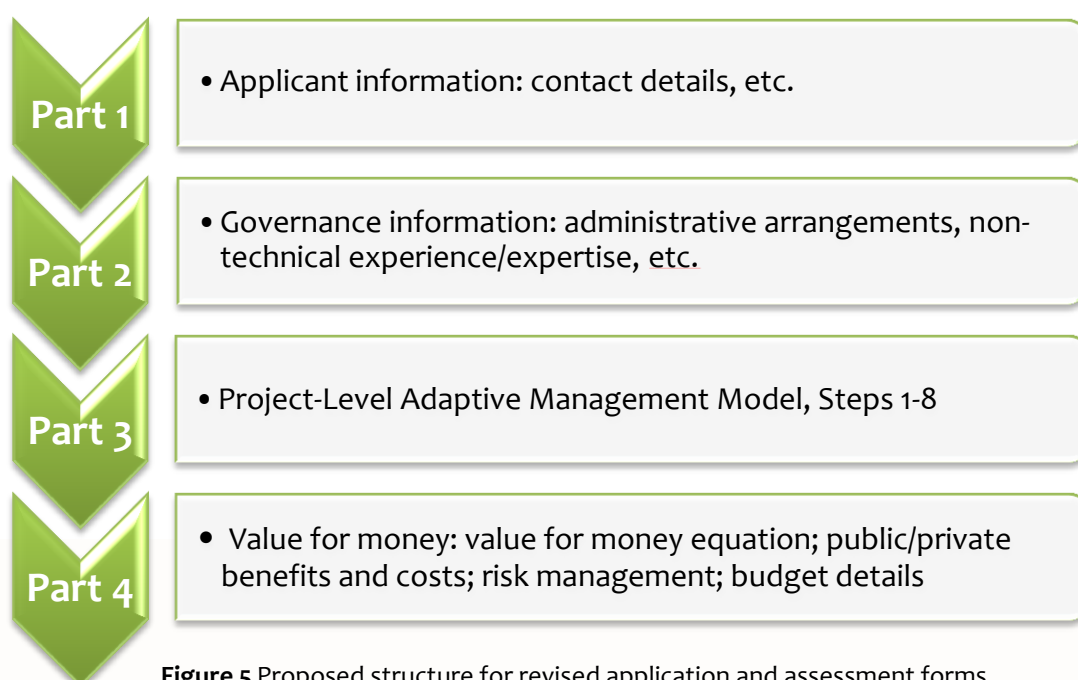 Part 1
• Applicant information: contact details, etc.
Part 2
• Governance information: administrative arrangements, non-
technical experience/expertise, etc.
Part 3
• Project-Level Adaptive Management Model, Steps 1-8
Part 4
• Value for money: value for money equation; public/private
benefits and costs; risk management; budget details
Figure 5 Proposed structure for revised application and assessment forms